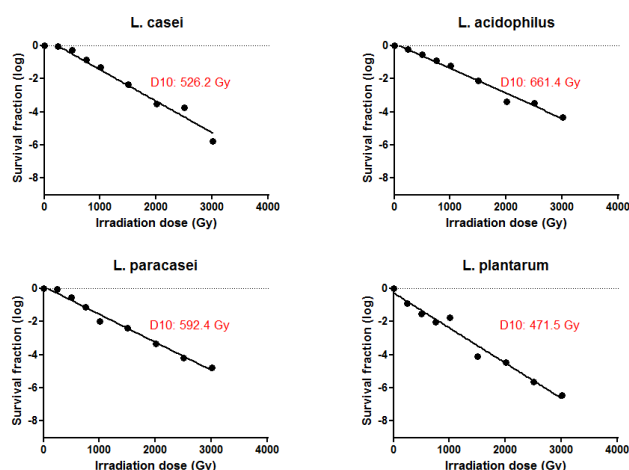 L. casei
Survival fraction (log)
0
-2
-4
-6
-8
D10: 526.2 Gy
0 1000 2000 3000 4000
Irradiation dose (Gy)
L. acidophilus
Survival fraction (log)
0
-2
-4
-6
-8
D10: 661.4 Gy
0 1000 2000 3000 4000
Irradiation dose (Gy)
L. paracasei
Survival fraction (log)
0
-2
-4
-6
-8
D10: 592.4 Gy
0 1000 2000 3000 4000
Irradiation dose (Gy)
L. plantarum
Survival fraction (log)
0
-2
-4
-6
-8
D10: 471.5 Gy
0 1000 2000 3000 4000
Irradiation dose (Gy)